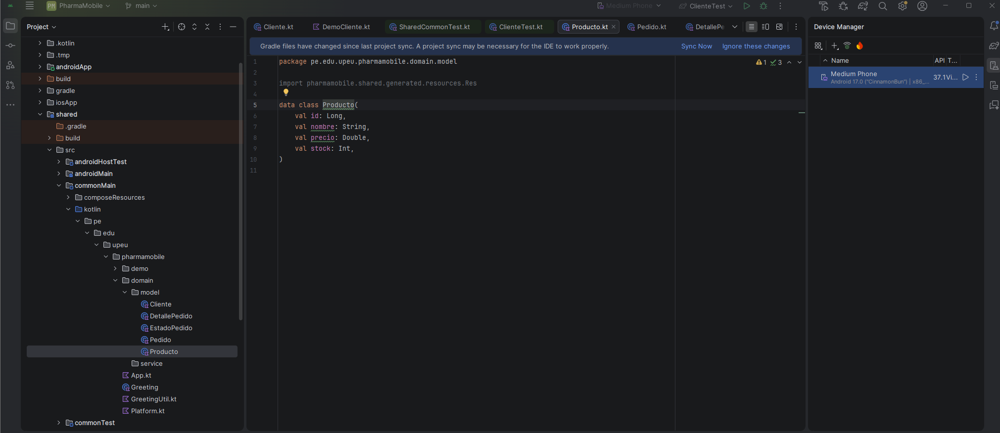 PM PharmaMobile main Medium Phone ClienteTest
Project
.kotlin
.tmp
androidApp
build
gradle
iosApp
shared
.gradle
build
src
androidHostTest
androidMain
commonMain
composeResources
kotlin
pe
edu
upeu
pharmamobile
demo
domain
model
Cliente
DetallePedido
EstadoPedido
Pedido
Producto
service
App.kt
Greeting
GreetingUtil.kt
Platform.kt
commonTest
Cliente.kt DemoCliente.kt SharedCommonTest.kt ClienteTest.kt Producto.kt Pedido.kt DetallePe
Gradle files have changed since last project sync. A project sync may be necessary for the IDE to work properly. Sync Now Ignore these changes
1 package pe.edu.upeu.pharmamobile.domain.model 1 3
2
3 import pharmamobile.shared.generated.resources.Res
4
5 data class Producto(
6 val id: Long,
7 val nombre: String,
8 val precio: Double,
9 val stock: Int,
10 )
11
Device Manager
Name API T...
Medium Phone 37.1 Vi...
Android 17.0 ("CinnamonBun") | x86_...